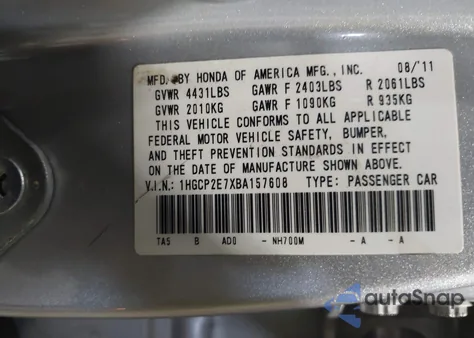 MFD. BY HONDA OF AMERICA MFG., INC. 08/11
GVWR 4431LBS GAWR F 2403LBS R 2061LBS
GVWR 2010KG GAWR F 1090KG R 935KG
THIS VEHICLE CONFORMS TO ALL APPLICABLE
FEDERAL MOTOR VEHICLE SAFETY, BUMPER,
AND THEFT PREVENTION STANDARDS IN EFFECT
ON THE DATE OF MANUFACTURE SHOWN ABOVE.
V.I.N.: 1HGCP2E7XBA157608 TYPE: PASSENGER CAR
TA5 B AD0 - NH700M - A - A
autoSnap